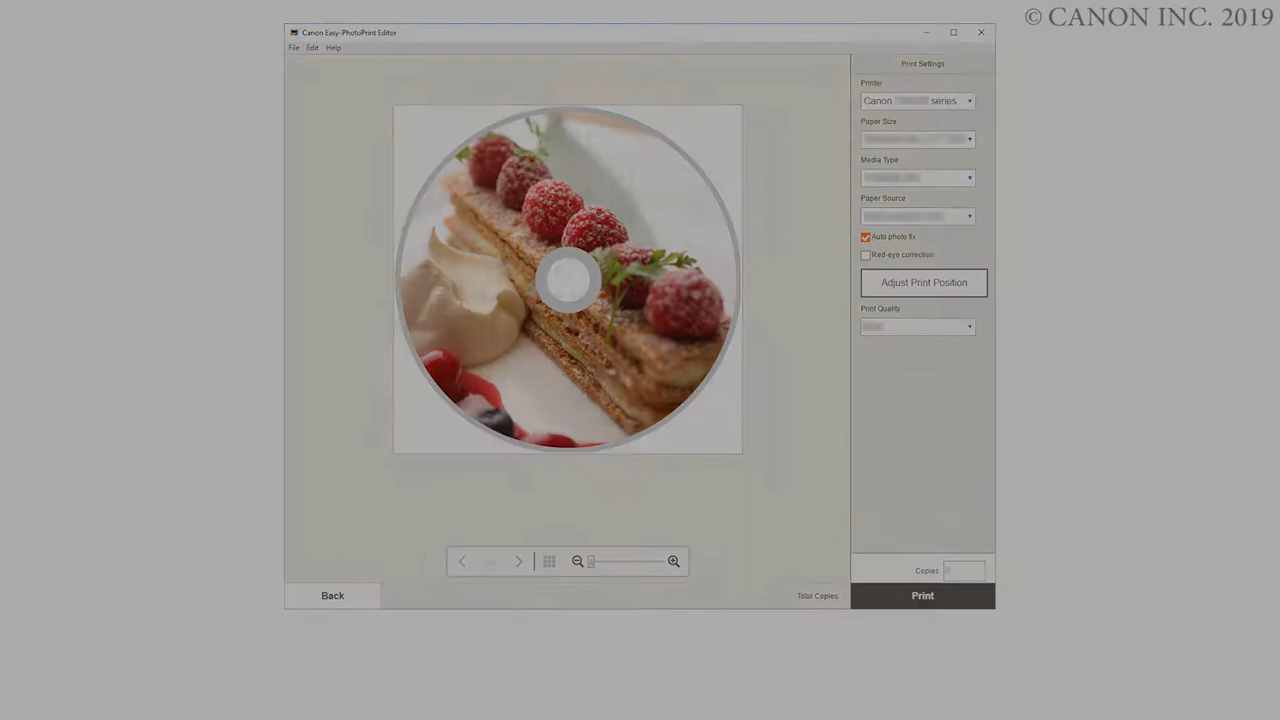 © CANON INC. 2019
Canon Easy-PhotoPrint Editor
File Edit Help
Print Settings
Printer
Canon series
Paper Size
Media Type
Paper Source
Auto photo fix
Red-eye correction
Adjust Print Position
Print Quality
Copies
Back
Total Copies:
Print